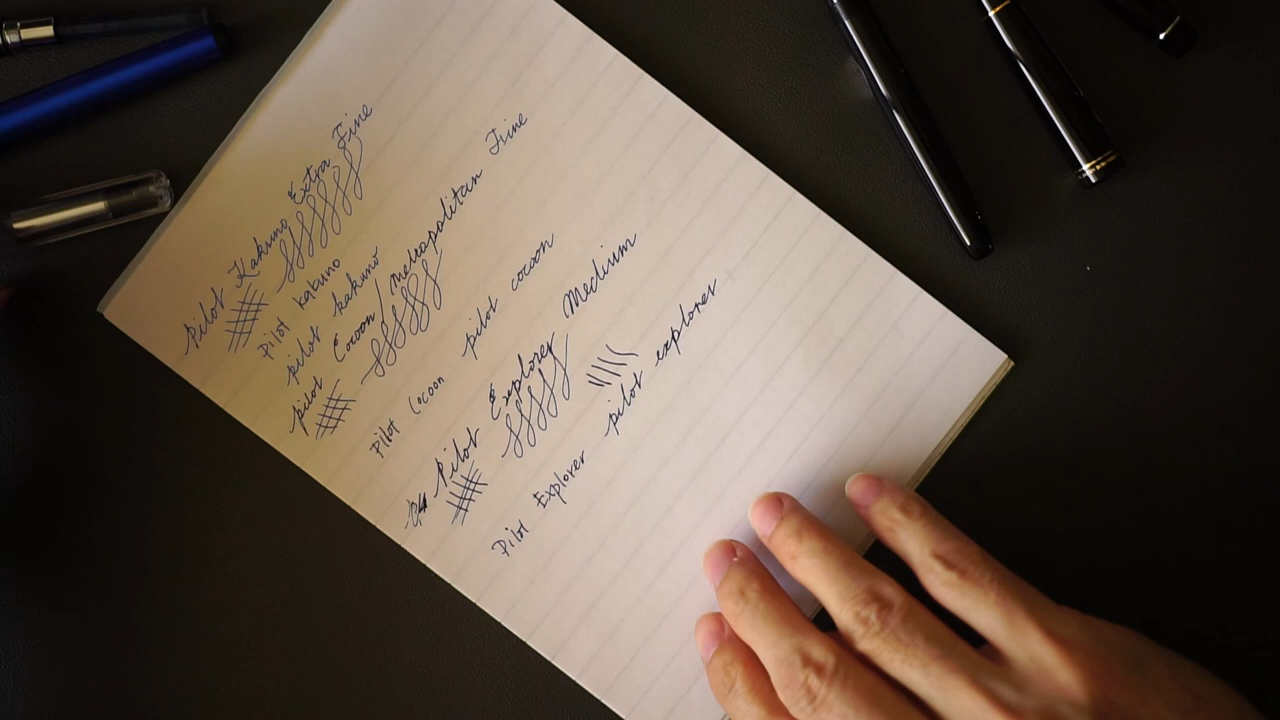 Pilot Kakuno Extra Fine
Pilot kakuno
pilot kakuno
pilot Cocoon / Metropolitan Fine
Pilot Cocoon pilot cocoon
Pilot Explorer Medium
Pilot Explorer pilot explorer